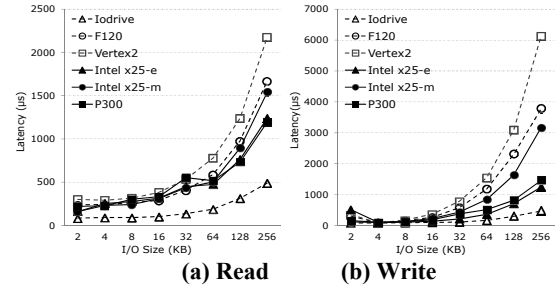 2500
2000
1500
1000
500
0
Latency (µs)
Iodrive
F120
Vertex2
Intel x25-e
Intel x25-m
P300
2 4 8 16 32 64 128 256
I/O Size (KB)
(a) Read
7000
6000
5000
4000
3000
2000
1000
0
Latency (µs)
Iodrive
F120
Vertex2
Intel x25-e
Intel x25-m
P300
2 4 8 16 32 64 128 256
I/O Size (KB)
(b) Write